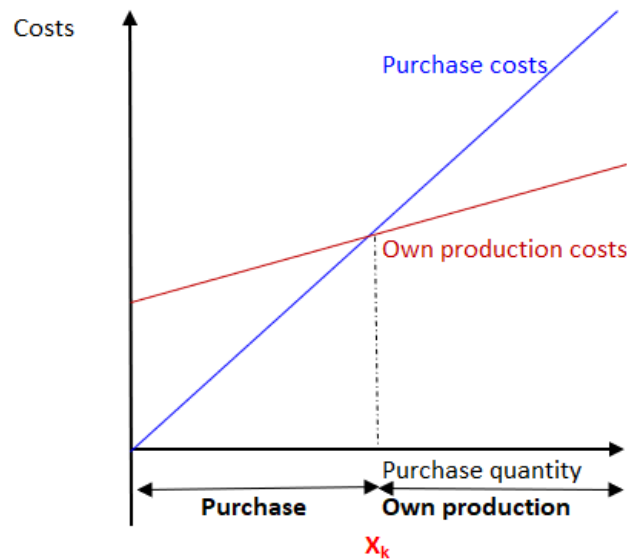 Costs
Purchase costs
Own production costs
Purchase quantity
Purchase
Own production
Xk